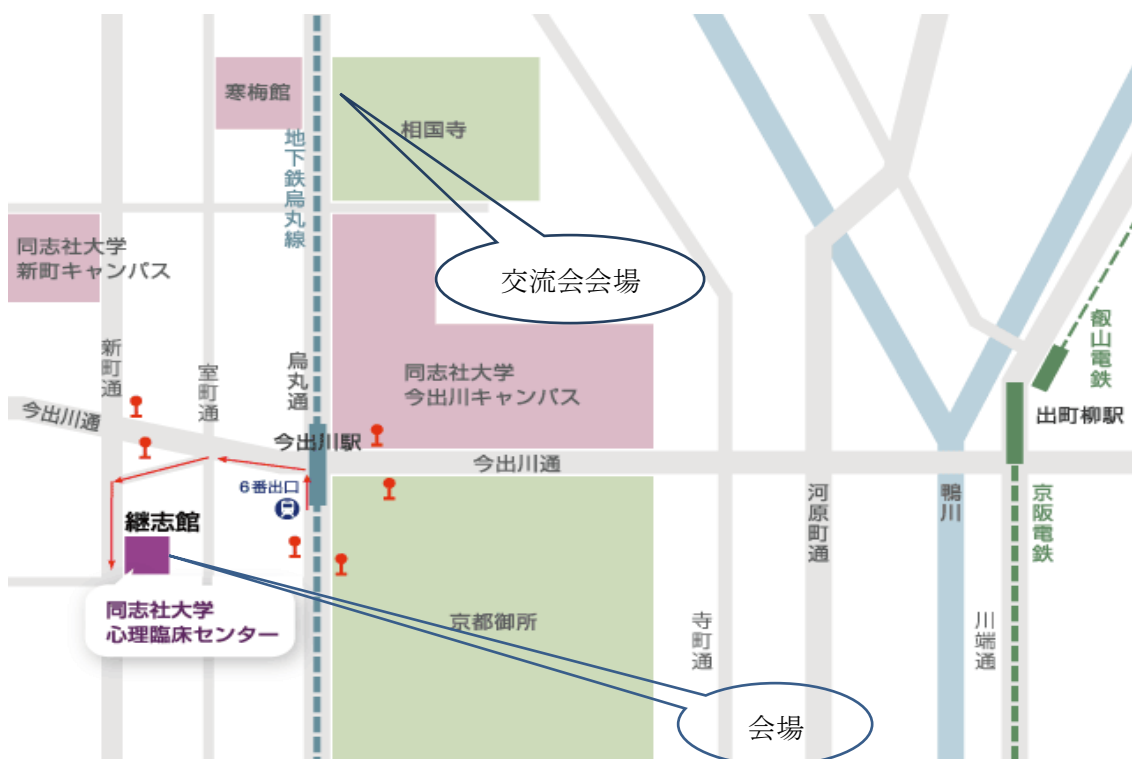 寒梅館
相国寺
地下鉄烏丸線
同志社大学
新町キャンパス
交流会会場
叡山電鉄
新町通
室町通
烏丸通
同志社大学
今出川キャンパス
今出川通
出町柳駅
今出川駅
今出川通
6番出口
河原町通
鴨川
京阪電鉄
継志館
同志社大学
心理臨床センター
京都御所
寺町通
川端通
会場